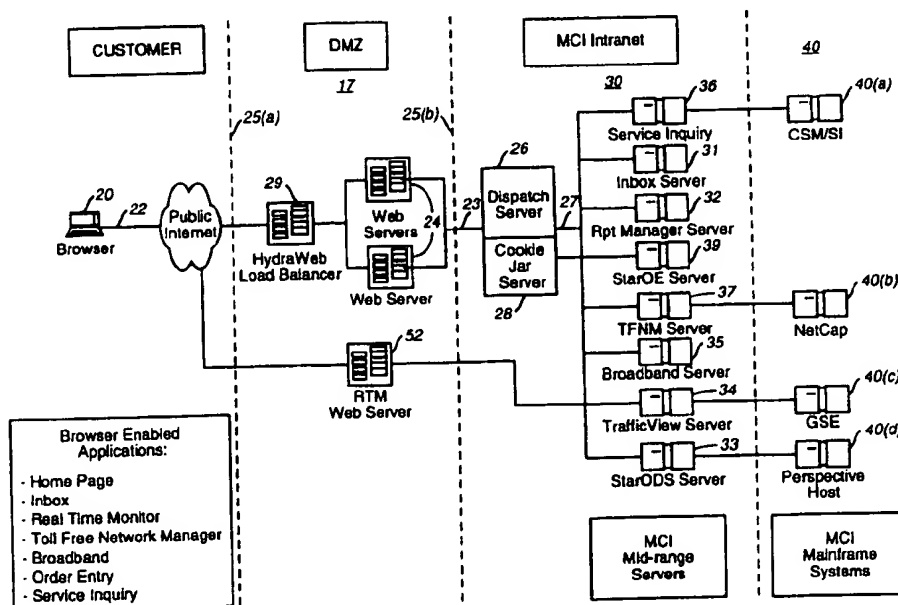 CUSTOMER
DMZ
17
MCI Intranet
30
40
25(a)
25(b)
20
22
Browser
Public
Internet
29
HydraWeb
Load Balancer
Web
Servers
24
Web Server
52
RTM
Web Server
23
26
Dispatch
Server
Cookie
Jar
Server
28
27
36
Service Inquiry
31
Inbox Server
32
Rpt Manager Server
39
StarOE Server
37
TFNM Server
35
Broadband Server
34
TrafficView Server
33
StarODS Server
40(a)
CSM/SI
40(b)
NetCap
40(c)
GSE
40(d)
Perspective
Host
Browser Enabled
Applications:
- Home Page
- Inbox
- Real Time Monitor
- Toll Free Network Manager
- Broadband
- Order Entry
- Service Inquiry
MCI
Mid-range
Servers
MCI
Mainframe
Systems